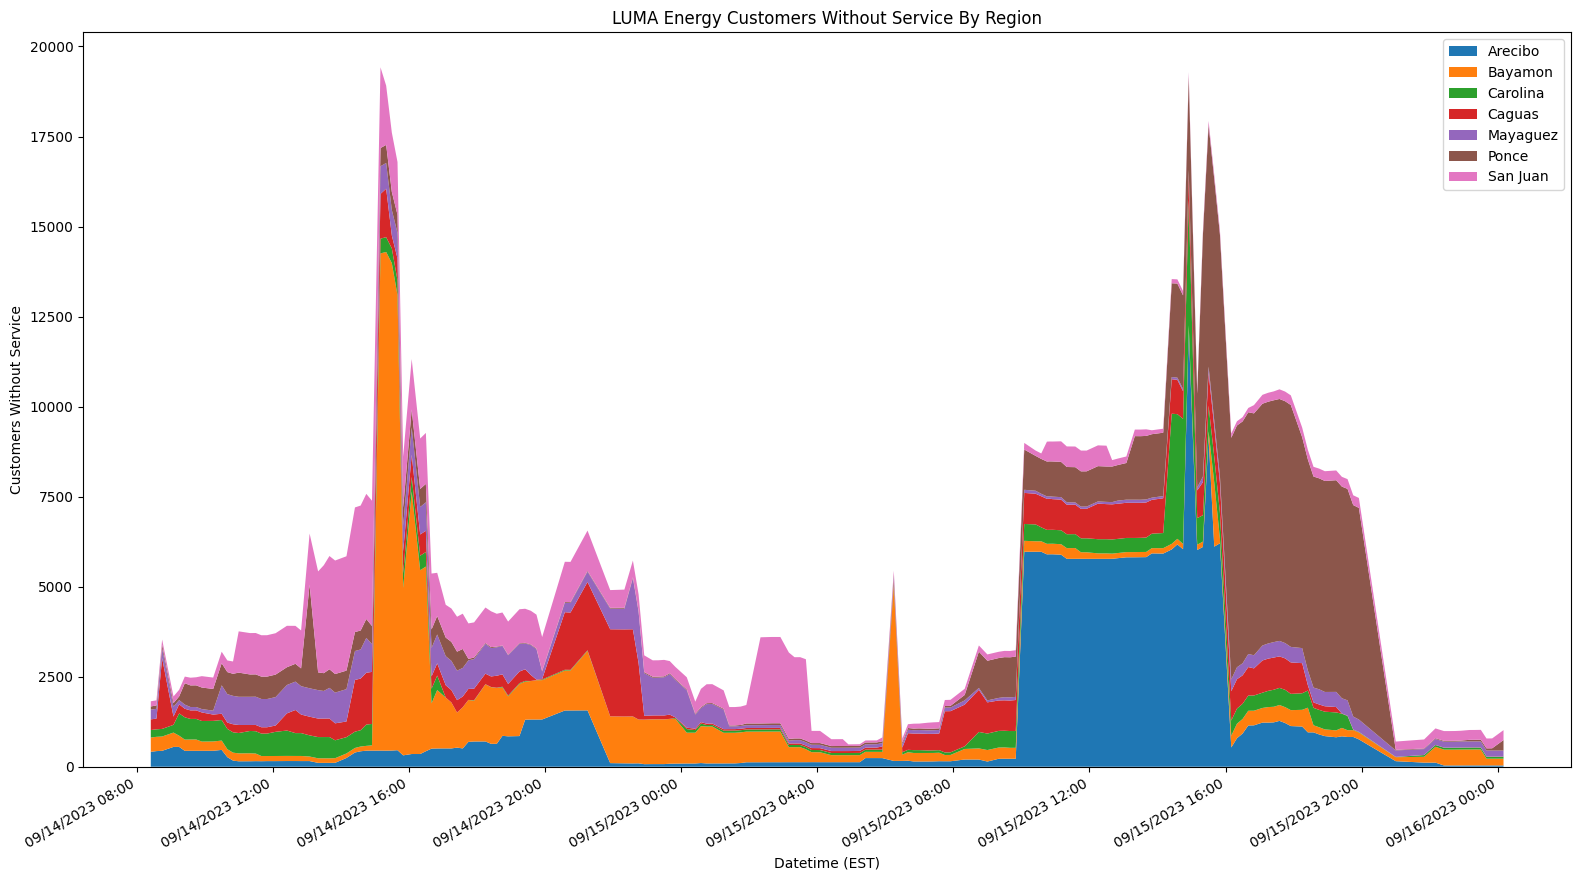 LUMA Energy Customers Without Service By Region
Customers Without Service
20000
17500
15000
12500
10000
7500
5000
2500
0
Arecibo
Bayamon
Carolina
Caguas
Mayaguez
Ponce
San Juan
09/14/2023 08:00
09/14/2023 12:00
09/14/2023 16:00
09/14/2023 20:00
09/15/2023 00:00
09/15/2023 04:00
09/15/2023 08:00
09/15/2023 12:00
09/15/2023 16:00
09/15/2023 20:00
09/16/2023 00:00
Datetime (EST)